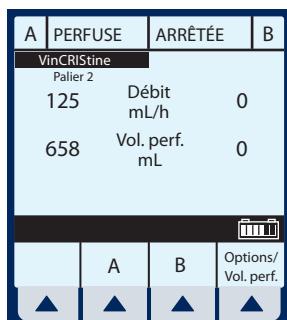 A PERFUSE ARRÊTÉE B
VinCRIStine
Palier 2
125 Débit mL/h 0
658 Vol. perf. mL 0
A B Options/ Vol. perf.